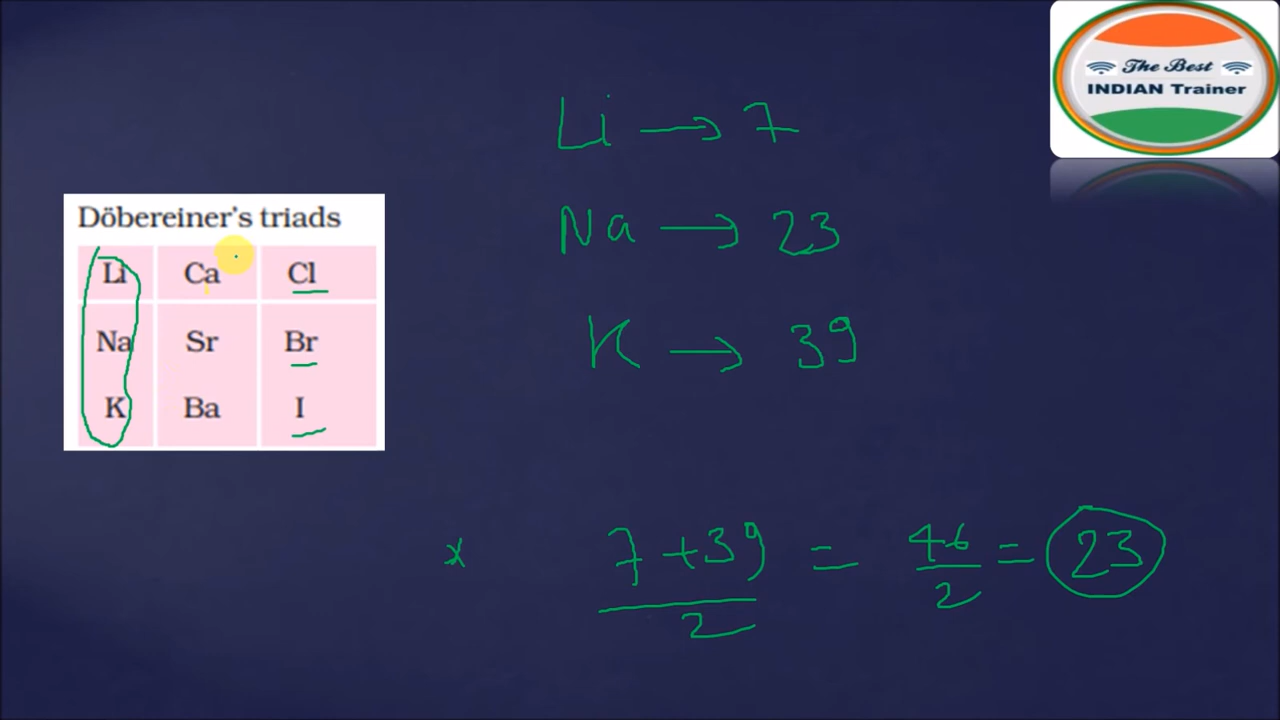 The Best
INDIAN Trainer
Li → 7
Na → 23
K → 39
Döbereiner's triads
Li Ca Cl
Na Sr Br
K Ba I
* 7+39/2 = 46/2 = 23